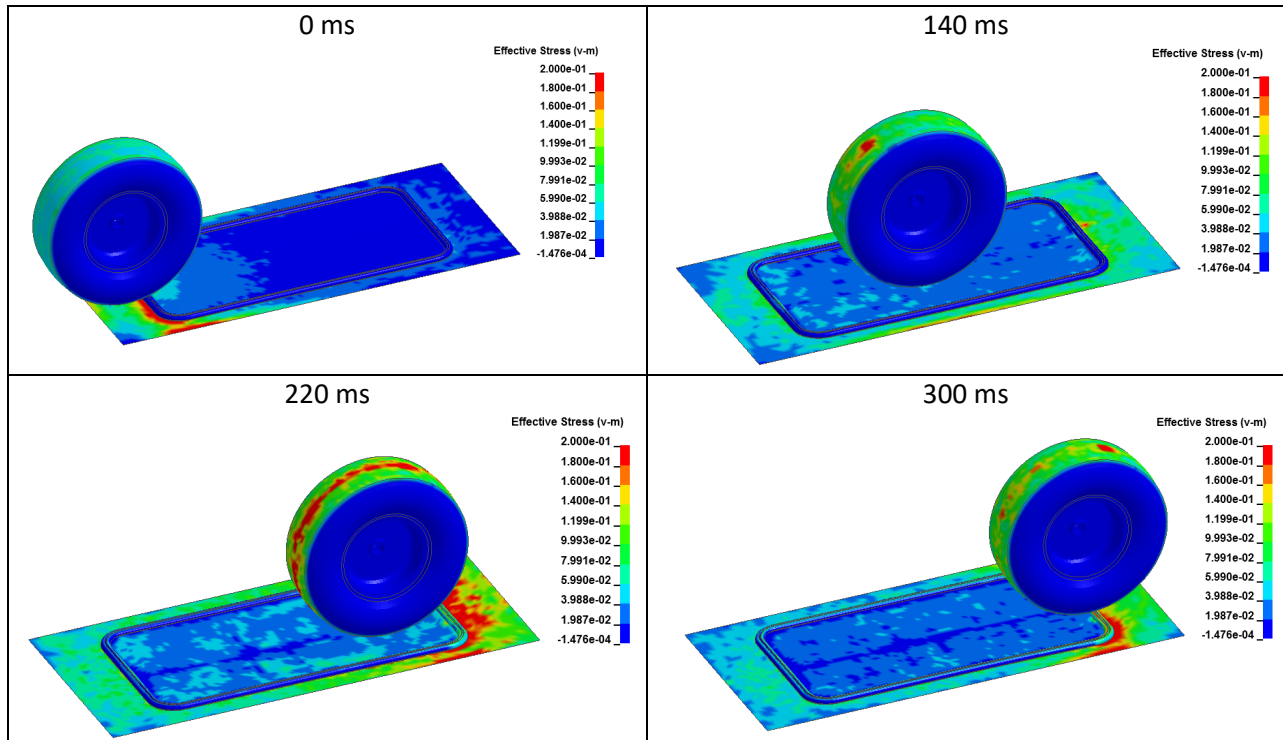 0 ms
Effective Stress (v-m)
2.000e-01
1.800e-01
1.600e-01
1.400e-01
1.199e-01
9.993e-02
7.991e-02
5.990e-02
3.988e-02
1.987e-02
-1.476e-04
140 ms
Effective Stress (v-m)
2.000e-01
1.800e-01
1.600e-01
1.400e-01
1.199e-01
9.993e-02
7.991e-02
5.990e-02
3.988e-02
1.987e-02
-1.476e-04
220 ms
Effective Stress (v-m)
2.000e-01
1.800e-01
1.600e-01
1.400e-01
1.199e-01
9.993e-02
7.991e-02
5.990e-02
3.988e-02
1.987e-02
-1.476e-04
300 ms
Effective Stress (v-m)
2.000e-01
1.800e-01
1.600e-01
1.400e-01
1.199e-01
9.993e-02
7.991e-02
5.990e-02
3.988e-02
1.987e-02
-1.476e-04